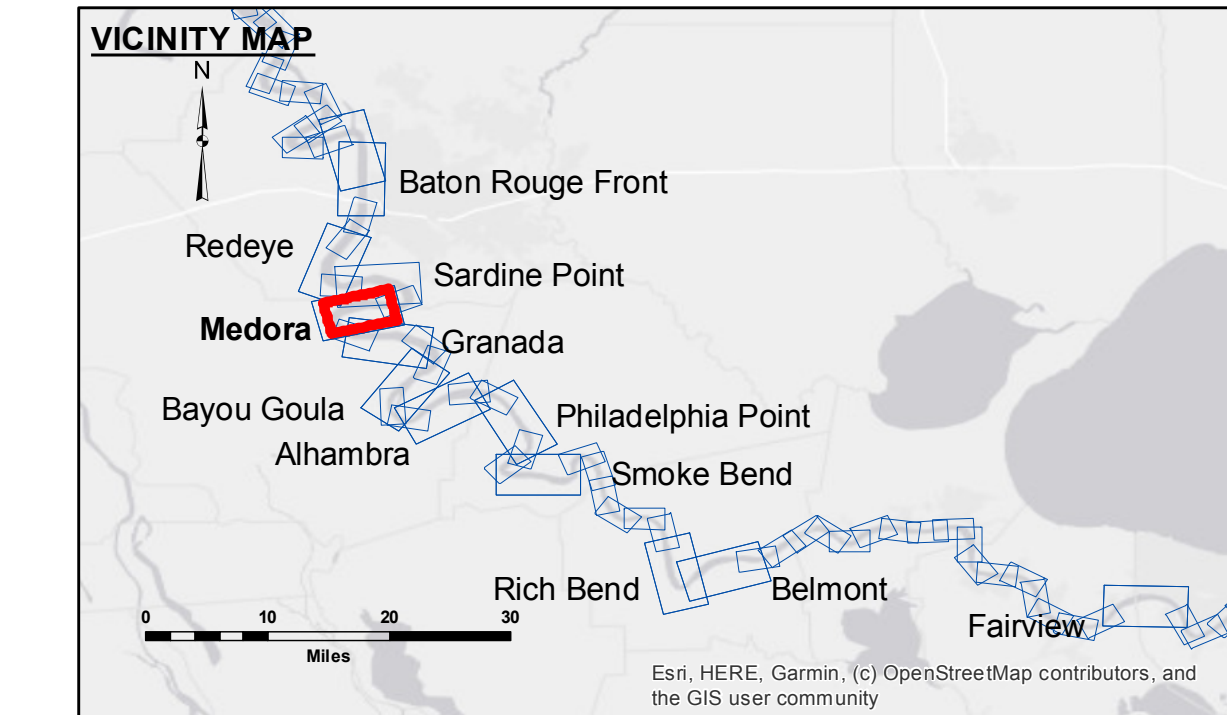 VICINITY MAP
N
Baton Rouge Front
Redeye
Sardine Point
Medora
Granada
Bayou Goula
Philadelphia Point
Alhambra
Smoke Bend
Rich Bend
Belmont
Fairview
0 10 20 30
Miles
Esri, HERE, Garmin, (c) OpenStreetMap contributors, and
the GIS user community